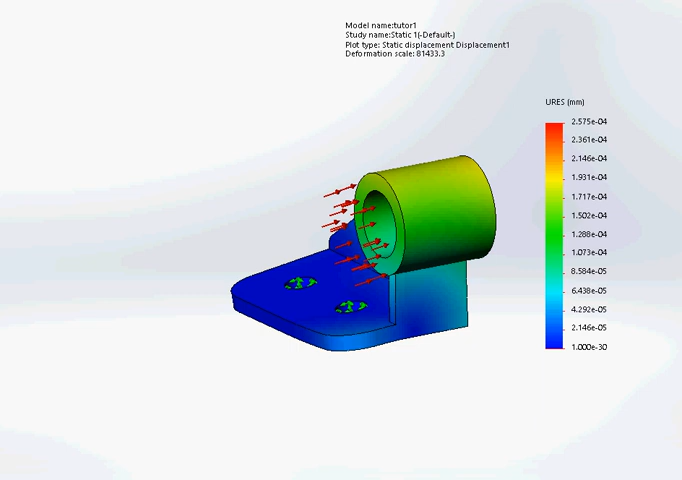 Model name:tutor1
Study name:Static 1(-Default-)
Plot type: Static displacement Displacement1
Deformation scale: 81433.3
URES (mm)
2.575e-04
2.361e-04
2.146e-04
1.931e-04
1.717e-04
1.502e-04
1.288e-04
1.073e-04
8.584e-05
6.438e-05
4.292e-05
2.146e-05
1.000e-30